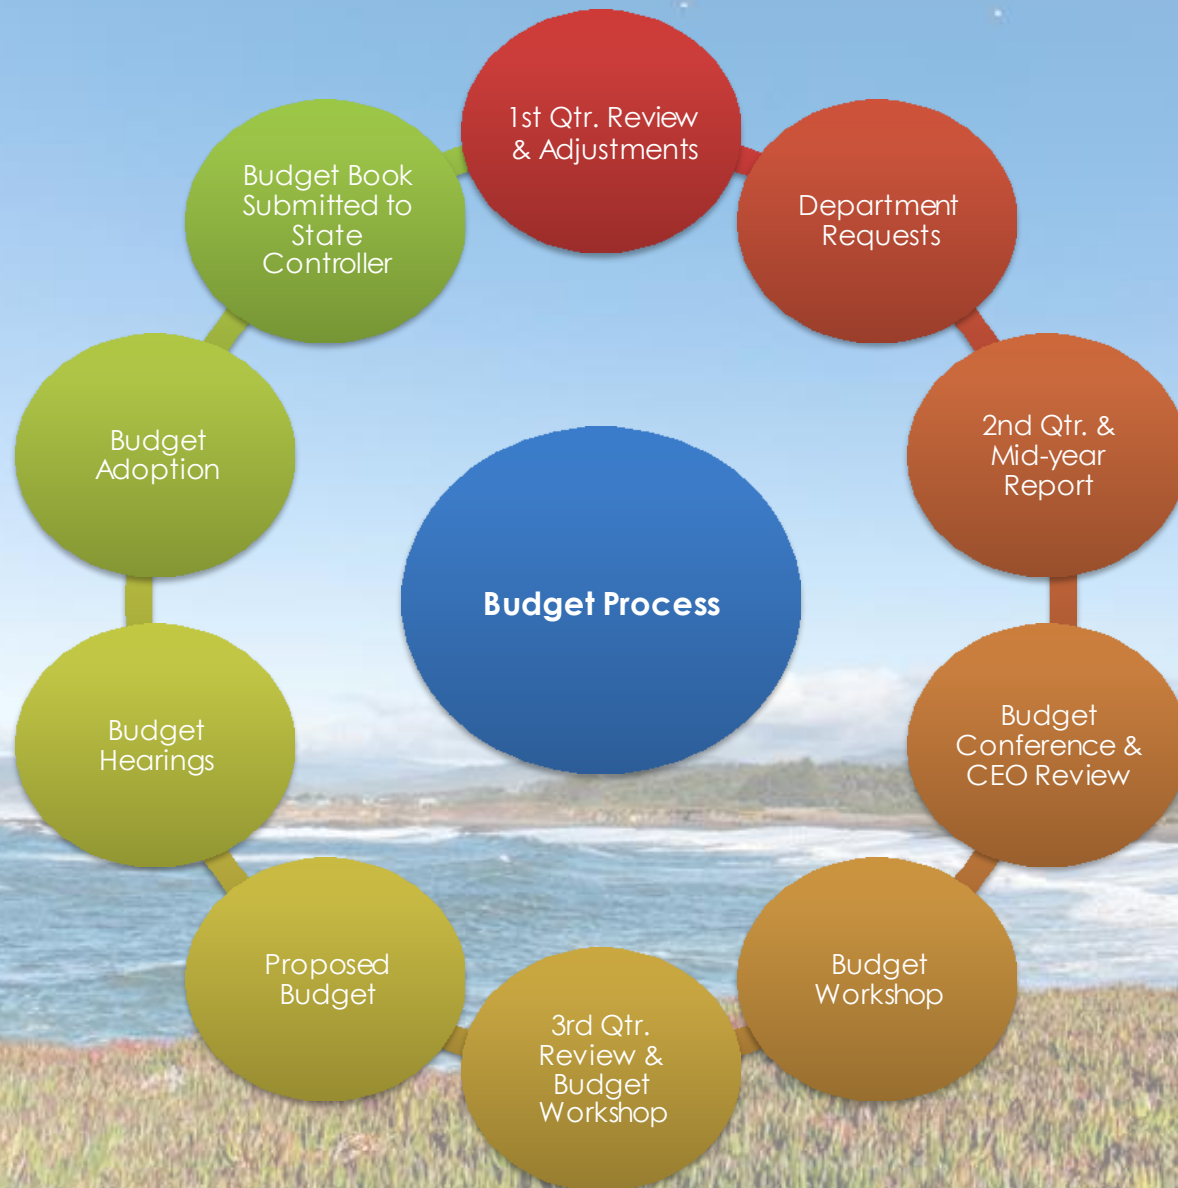 1st Qtr. Review
& Adjustments
Department
Requests
2nd Qtr. &
Mid-year
Report
Budget
Conference &
CEO Review
Budget
Workshop
3rd Qtr.
Review &
Budget
Workshop
Proposed
Budget
Budget
Hearings
Budget
Adoption
Budget Book
Submitted to
State
Controller
Budget Process